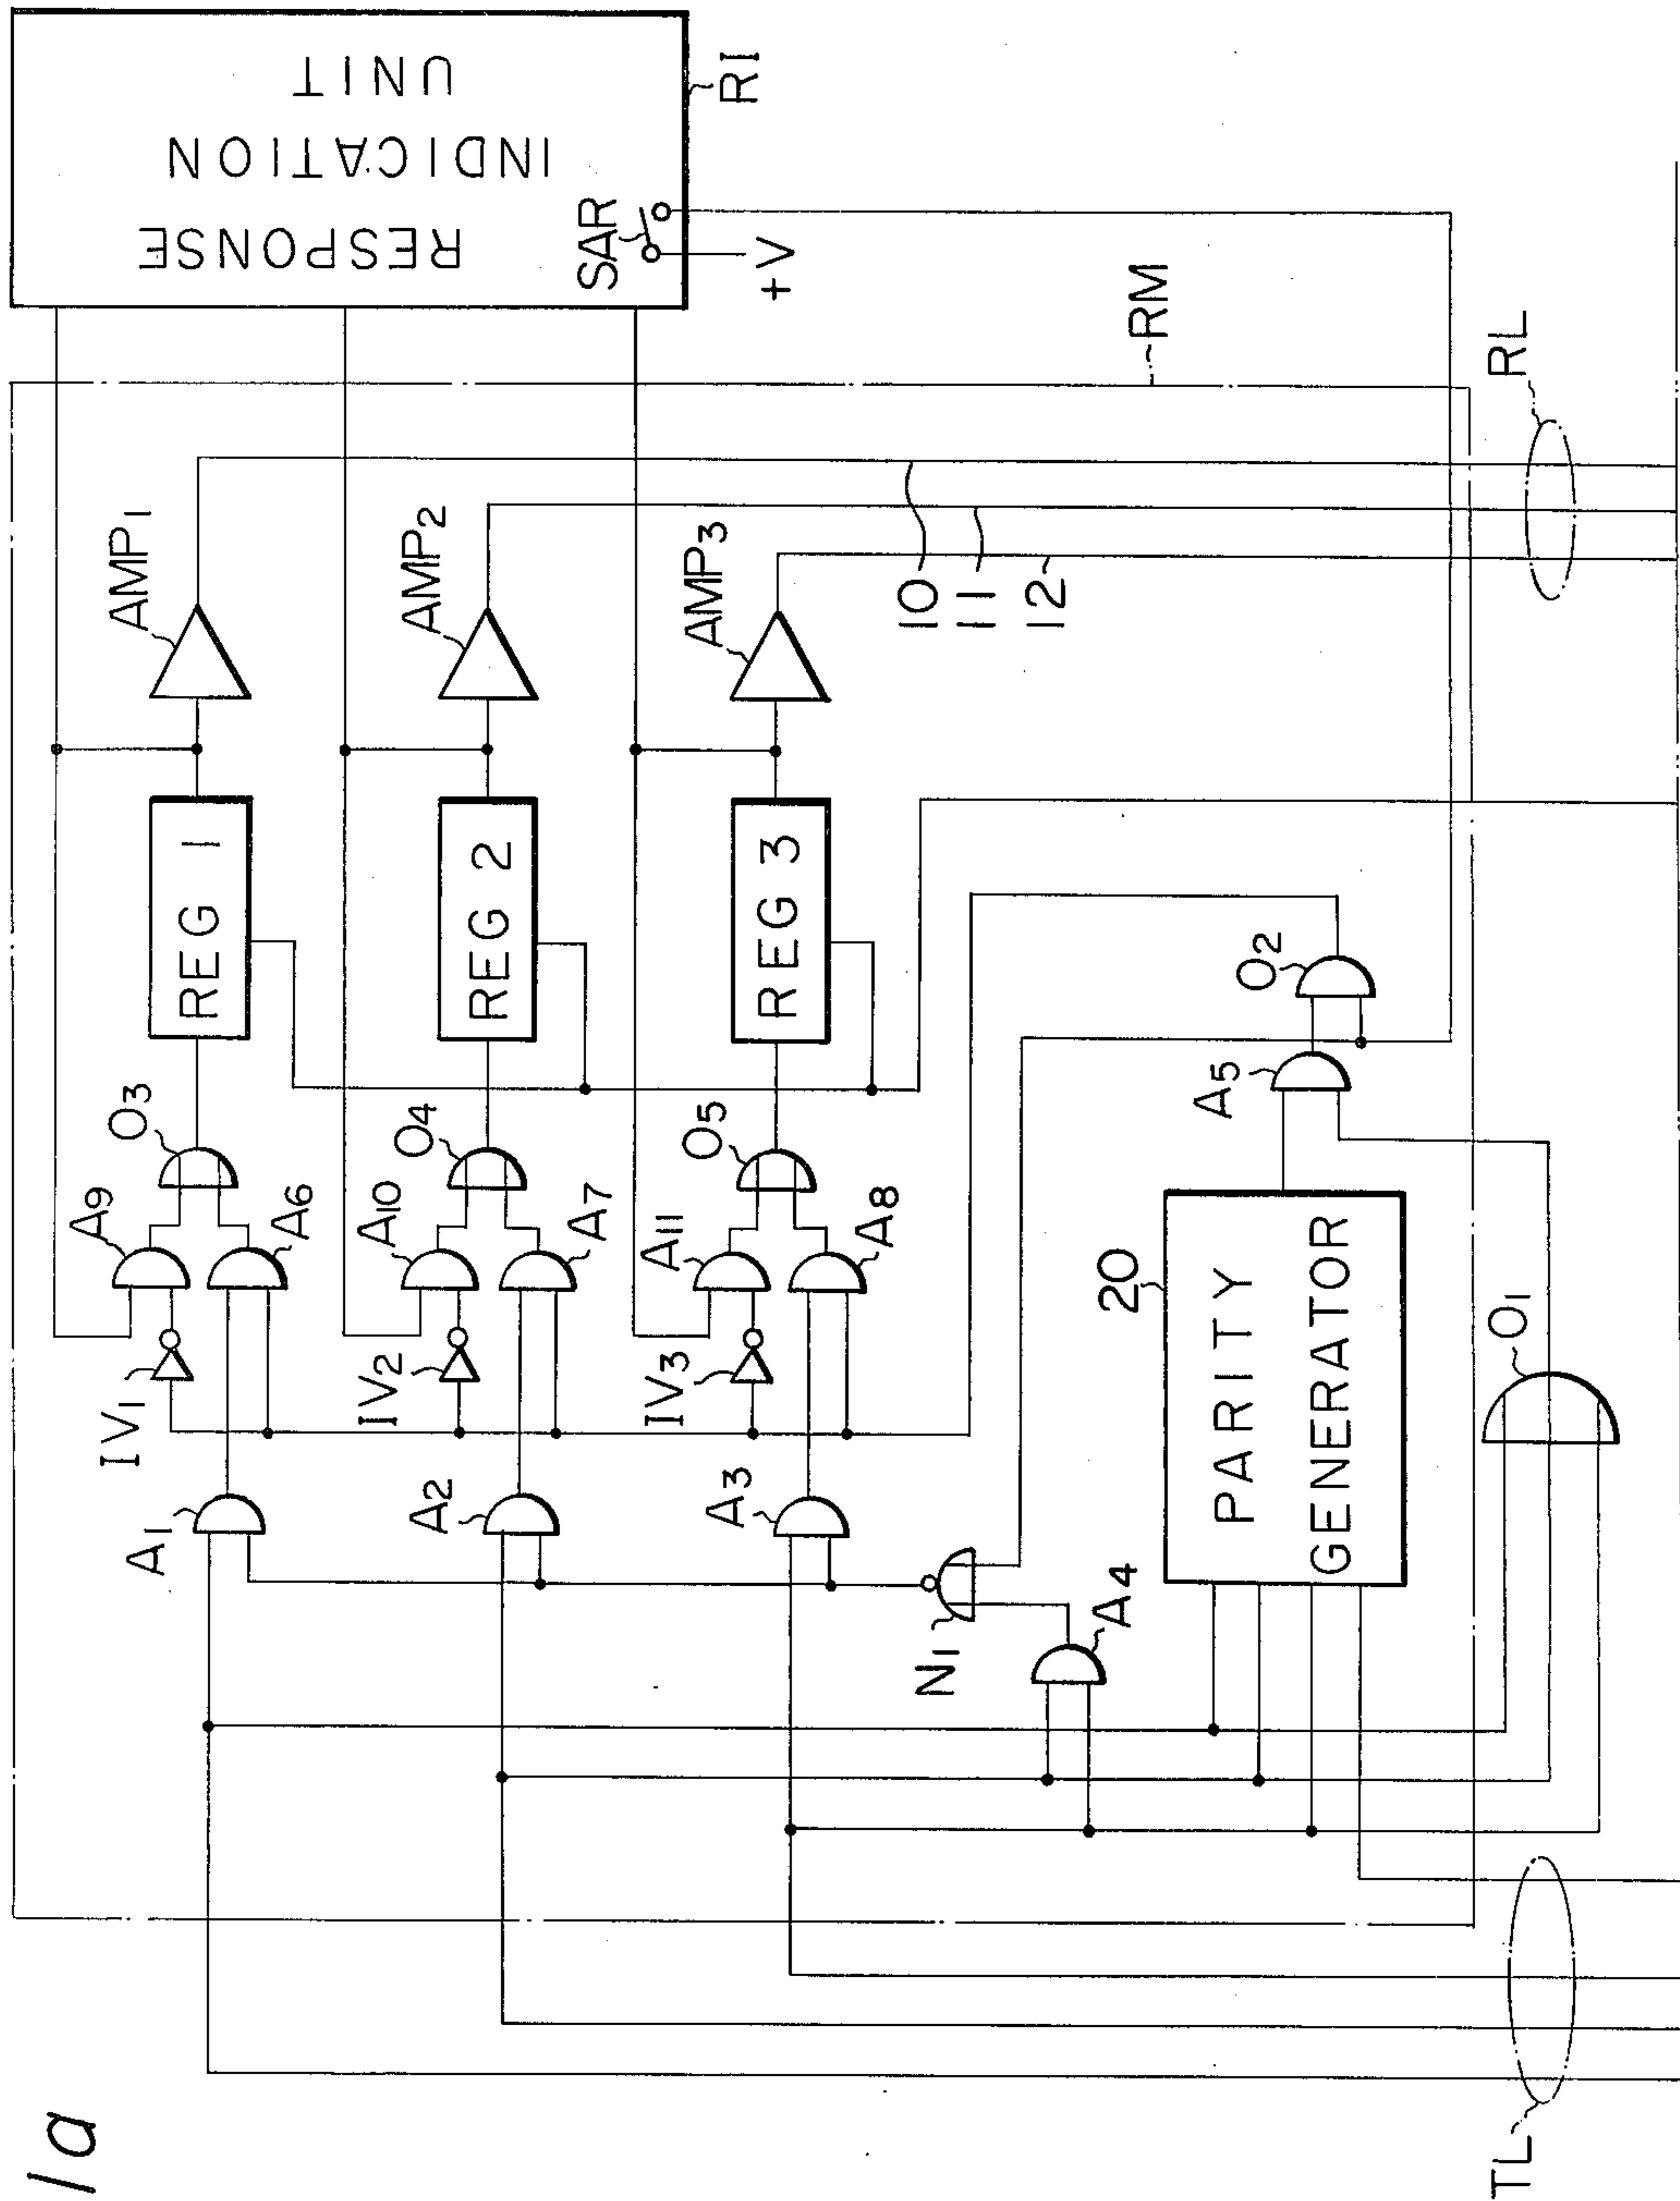 1a
RESPONSE
INDICATION
UNIT
SAR
+V
RI
RM
RL
AMP1
AMP2
AMP3
10
11
12
REG 1
REG 2
REG 3
O3
O4
O5
A9
A6
A10
A7
A11
A8
IV1
IV2
IV3
A1
A2
A3
N1
A4
A5
O2
20
PARITY
GENERATOR
O1
TL